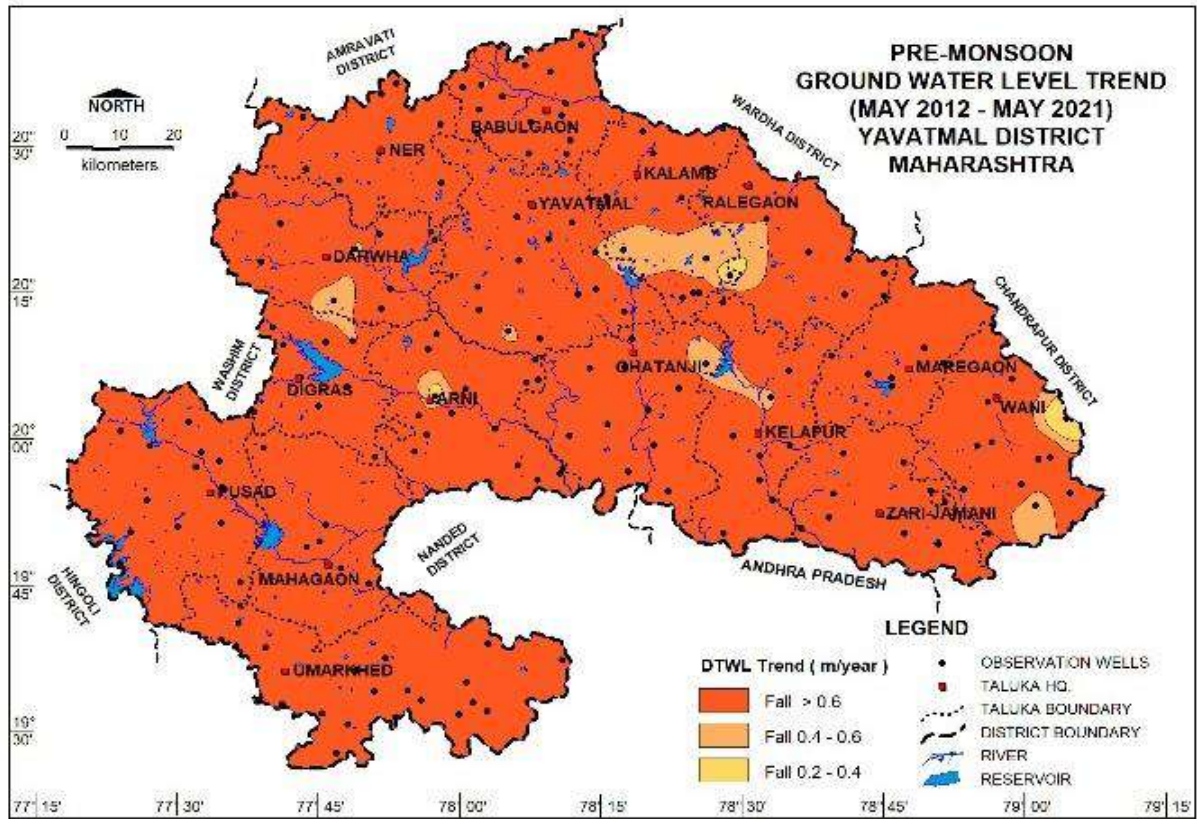 PRE-MONSOON
GROUND WATER LEVEL TREND
(MAY 2012 - MAY 2021)
YAVATMAL DISTRICT
MAHARASHTRA
NORTH
0 10 20
kilometers
AMRAVATI
DISTRICT
WARDHA DISTRICT
CHANDRAPUR DISTRICT
WASHIM
DISTRICT
HINGOLI
DISTRICT
NANDED
DISTRICT
ANDHRA PRADESH
BABULGAON
NER
KALAMB
YAVATMAL
RALEGAON
DARWHA
GHATANJI
MAREGAON
DIGRAS
ARNI
WANI
KELAPUR
PUSAD
ZARI-JAMANI
MAHAGAON
UMARKHED
20°
30'
20°
15'
20°
00'
19°
45'
19°
30'
LEGEND
DTWL Trend ( m/year )
Fall > 0.6
Fall 0.4 - 0.6
Fall 0.2 - 0.4
OBSERVATION WELLS
TALUKA HQ.
TALUKA BOUNDARY
DISTRICT BOUNDARY
RIVER
RESERVOIR
77° 15' 77° 30' 77° 45' 78° 00' 78° 15' 78° 30' 78° 45' 79° 00' 79° 15'